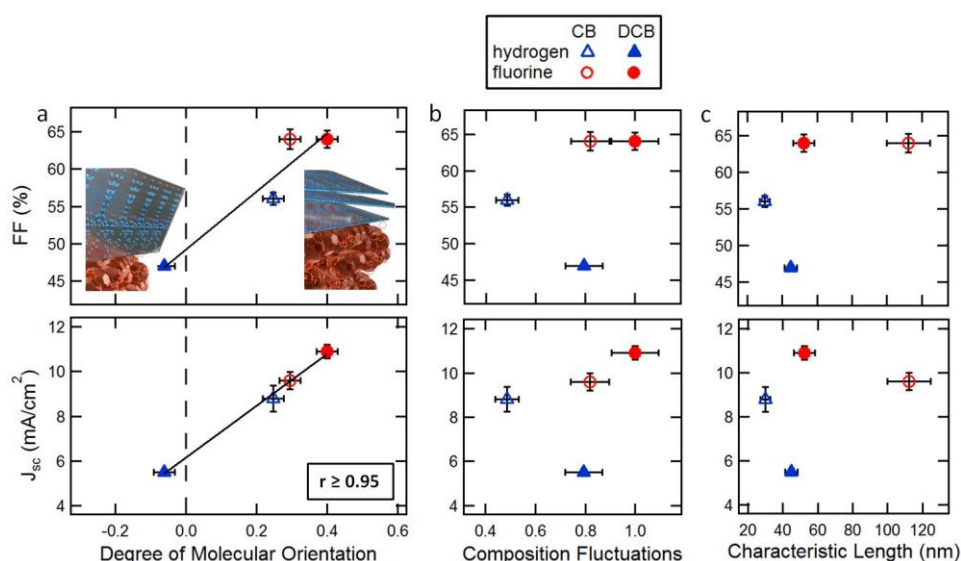 CB DCB
hydrogen
fluorine
a
b
c
65
60
55
50
45
FF (%)
65
60
55
50
45
65
60
55
50
45
12
10
8
6
4
Jsc (mA/cm²)
r ≥ 0.95
-0.2 0.0 0.2 0.4 0.6
Degree of Molecular Orientation
12
10
8
6
4
0.4 0.6 0.8 1.0
Composition Fluctuations
12
10
8
6
4
20 40 60 80 100 120
Characteristic Length (nm)